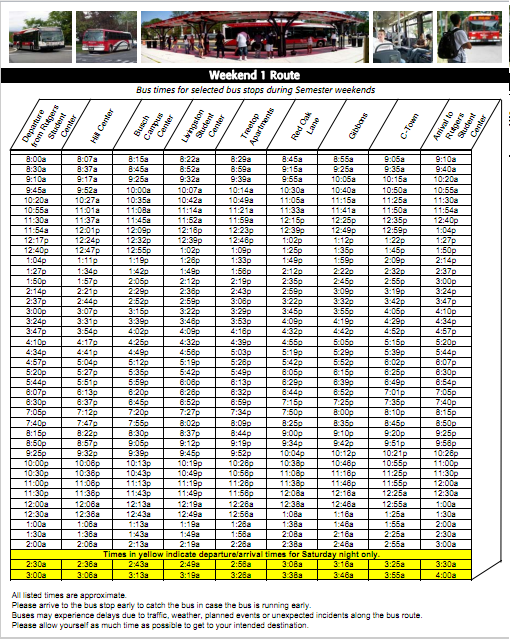 Weekend 1 Route
Bus times for selected bus stops during Semester weekends
Departure from Rutgers Student Center Hill Center Busch Campus Center Livingston Student Center Treetop Apartments Red Oak Lane Gibbons C-Town Arrival to Rutgers Student Center
8:00a 8:07a 8:15a 8:22a 8:29a 8:45a 8:55a 9:05a 9:10a
8:30a 8:37a 8:45a 8:52a 8:59a 9:15a 9:25a 9:35a 9:40a
9:10a 9:17a 9:25a 9:32a 9:39a 9:55a 10:05a 10:15a 10:20a
9:45a 9:52a 10:00a 10:07a 10:14a 10:30a 10:40a 10:50a 10:55a
10:20a 10:27a 10:35a 10:42a 10:49a 11:05a 11:15a 11:25a 11:30a
10:55a 11:01a 11:08a 11:14a 11:21a 11:33a 11:41a 11:50a 11:54a
11:30a 11:37a 11:45a 11:52a 11:59a 12:15p 12:25p 12:35p 12:40p
11:54a 12:01p 12:09p 12:16p 12:23p 12:39p 12:49p 12:59p 1:04p
12:17p 12:24p 12:32p 12:39p 12:46p 1:02p 1:12p 1:22p 1:27p
12:40p 12:47p 12:55p 1:02p 1:09p 1:25p 1:35p 1:45p 1:50p
1:04p 1:11p 1:19p 1:26p 1:33p 1:49p 1:59p 2:09p 2:14p
1:27p 1:34p 1:42p 1:49p 1:56p 2:12p 2:22p 2:32p 2:37p
1:50p 1:57p 2:05p 2:12p 2:19p 2:35p 2:45p 2:55p 3:00p
2:14p 2:21p 2:29p 2:36p 2:43p 2:59p 3:09p 3:19p 3:24p
2:37p 2:44p 2:52p 2:59p 3:06p 3:22p 3:32p 3:42p 3:47p
3:00p 3:07p 3:15p 3:22p 3:29p 3:45p 3:55p 4:05p 4:10p
3:24p 3:31p 3:39p 3:46p 3:53p 4:09p 4:19p 4:29p 4:34p
3:47p 3:54p 4:02p 4:09p 4:16p 4:32p 4:42p 4:52p 4:57p
4:10p 4:17p 4:25p 4:32p 4:39p 4:55p 5:05p 5:15p 5:20p
4:34p 4:41p 4:49p 4:56p 5:03p 5:19p 5:29p 5:39p 5:44p
4:57p 5:04p 5:12p 5:19p 5:26p 5:42p 5:52p 6:02p 6:07p
5:20p 5:27p 5:35p 5:42p 5:49p 6:05p 6:15p 6:25p 6:30p
5:44p 5:51p 5:59p 6:06p 6:13p 6:29p 6:39p 6:49p 6:54p
6:07p 6:13p 6:20p 6:26p 6:32p 6:44p 6:52p 7:01p 7:05p
6:30p 6:37p 6:45p 6:52p 6:59p 7:15p 7:25p 7:35p 7:40p
7:05p 7:12p 7:20p 7:27p 7:34p 7:50p 8:00p 8:10p 8:15p
7:40p 7:47p 7:55p 8:02p 8:09p 8:25p 8:35p 8:45p 8:50p
8:15p 8:22p 8:30p 8:37p 8:44p 9:00p 9:10p 9:20p 9:25p
8:50p 8:57p 9:05p 9:12p 9:19p 9:34p 9:42p 9:51p 9:56p
9:25p 9:32p 9:39p 9:45p 9:52p 10:04p 10:12p 10:21p 10:26p
10:00p 10:06p 10:13p 10:19p 10:26p 10:38p 10:46p 10:55p 11:00p
10:30p 10:36p 10:43p 10:49p 10:56p 11:08p 11:16p 11:25p 11:30p
11:00p 11:06p 11:13p 11:19p 11:26p 11:38p 11:46p 11:55p 12:00a
11:30p 11:36p 11:43p 11:49p 11:56p 12:08a 12:16a 12:25a 12:30a
12:00a 12:06a 12:13a 12:19a 12:26a 12:38a 12:46a 12:55a 1:00a
12:30a 12:36a 12:43a 12:49a 12:56a 1:08a 1:16a 1:25a 1:30a
1:00a 1:06a 1:13a 1:19a 1:26a 1:38a 1:46a 1:55a 2:00a
1:30a 1:36a 1:43a 1:49a 1:56a 2:08a 2:16a 2:25a 2:30a
2:00a 2:06a 2:13a 2:19a 2:26a 2:38a 2:46a 2:55a 3:00a
Times in yellow indicate departure/arrival times for Saturday night only.
2:30a 2:36a 2:43a 2:49a 2:56a 3:08a 3:16a 3:25a 3:30a
3:00a 3:06a 3:13a 3:19a 3:26a 3:38a 3:46a 3:55a 4:00a
All listed times are approximate.
Please arrive to the bus stop early to catch the bus in case the bus is running early.
Buses may experience delays due to traffic, weather, planned events or unexpected incidents along the bus route.
Please allow yourself as much time as possible to get to your intended destination.